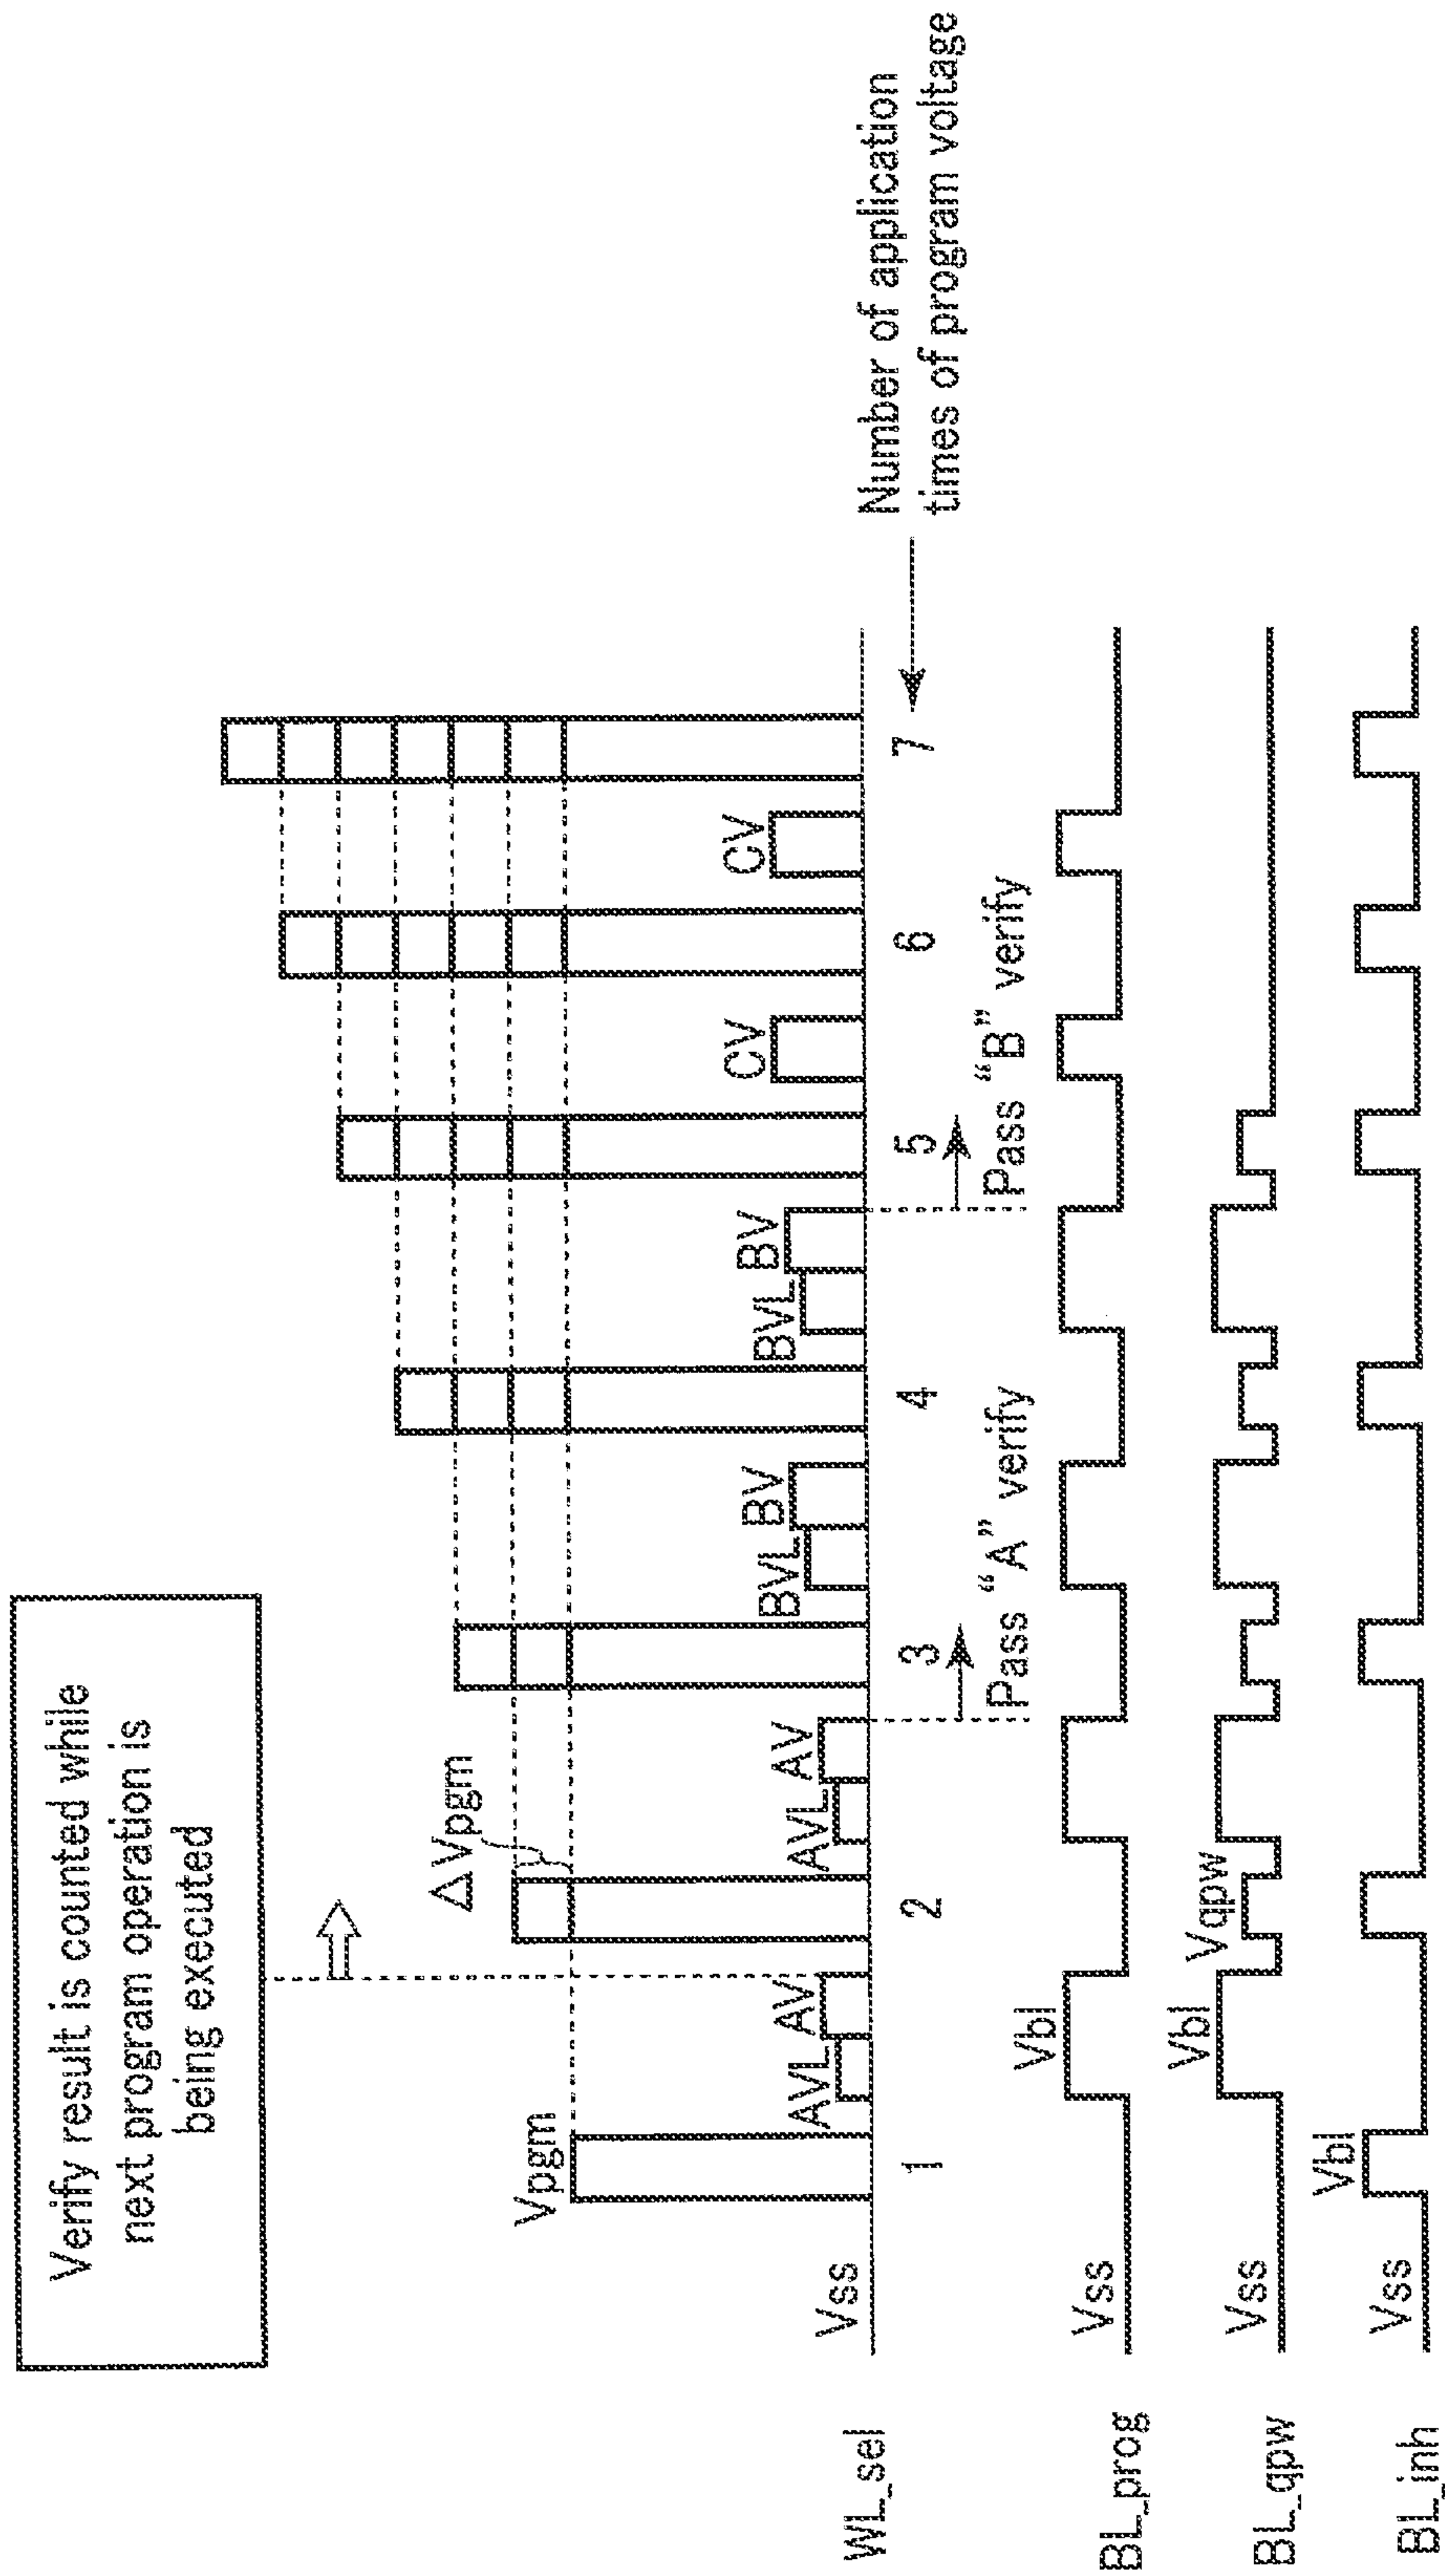 Verify result is counted while
next program operation is
being executed
Number of application
times of program voltage
ΔVpgm
Vpgm
AVL AV
AVL AV
BVL BV
BVL BV
CV
CV
WL_sel
Vss
1 2 3 4 5 6 7
Pass “A” verify
Pass “B” verify
BL_prog
Vss
Vbl
BL_qpw
Vss
Vbl
Vqpw
BL_inh
Vss
Vbl